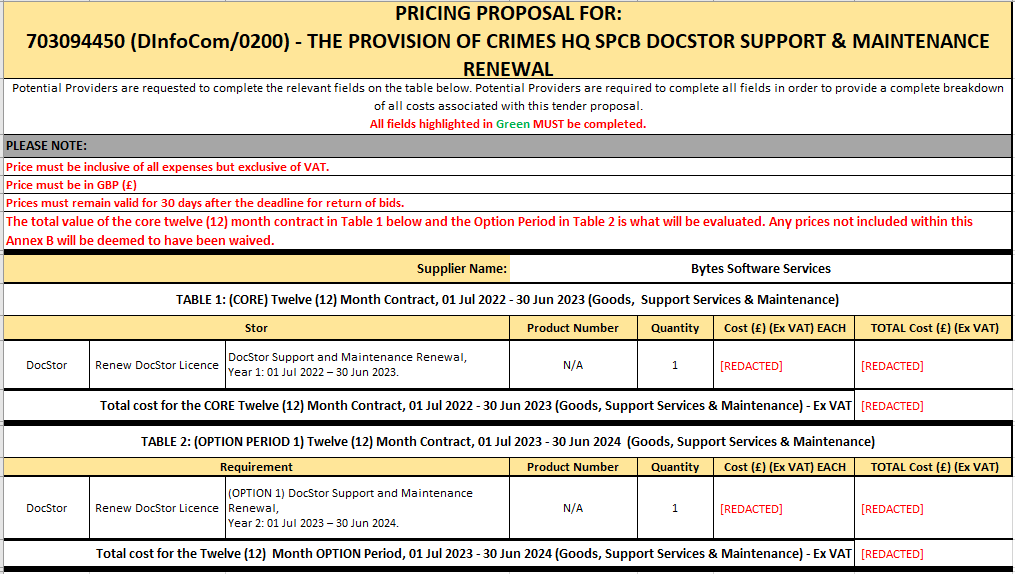 PRICING PROPOSAL FOR:
703094450 (DInfoCom/0200) - THE PROVISION OF CRIMES HQ SPCB DOCSTOR SUPPORT & MAINTENANCE
RENEWAL
Potential Providers are requested to complete the relevant fields on the table below. Potential Providers are required to complete all fields in order to provide a complete breakdown
of all costs associated with this tender proposal.
All fields highlighted in Green MUST be completed.
PLEASE NOTE:
Price must be inclusive of all expenses but exclusive of VAT.
Price must be in GBP (£)
Prices must remain valid for 30 days after the deadline for return of bids.
The total value of the core twelve (12) month contract in Table 1 below and the Option Period in Table 2 is what will be evaluated. Any prices not included within this
Annex B will be deemed to have been waived.
Supplier Name: Bytes Software Services
TABLE 1: (CORE) Twelve (12) Month Contract, 01 Jul 2022 - 30 Jun 2023 (Goods, Support Services & Maintenance)
Stor Product Number Quantity Cost (£) (Ex VAT) EACH TOTAL Cost (£) (Ex VAT)
DocStor Renew DocStor Licence DocStor Support and Maintenance Renewal,
Year 1: 01 Jul 2022 – 30 Jun 2023. N/A 1 [REDACTED] [REDACTED]
Total cost for the CORE Twelve (12) Month Contract, 01 Jul 2022 - 30 Jun 2023 (Goods, Support Services & Maintenance) - Ex VAT [REDACTED]
TABLE 2: (OPTION PERIOD 1) Twelve (12) Month Contract, 01 Jul 2023 - 30 Jun 2024 (Goods, Support Services & Maintenance)
Requirement Product Number Quantity Cost (£) (Ex VAT) EACH TOTAL Cost (£) (Ex VAT)
DocStor Renew DocStor Licence (OPTION 1) DocStor Support and Maintenance
Renewal,
Year 2: 01 Jul 2023 – 30 Jun 2024. N/A 1 [REDACTED] [REDACTED]
Total cost for the Twelve (12) Month OPTION Period, 01 Jul 2023 - 30 Jun 2024 (Goods, Support Services & Maintenance) - Ex VAT [REDACTED]